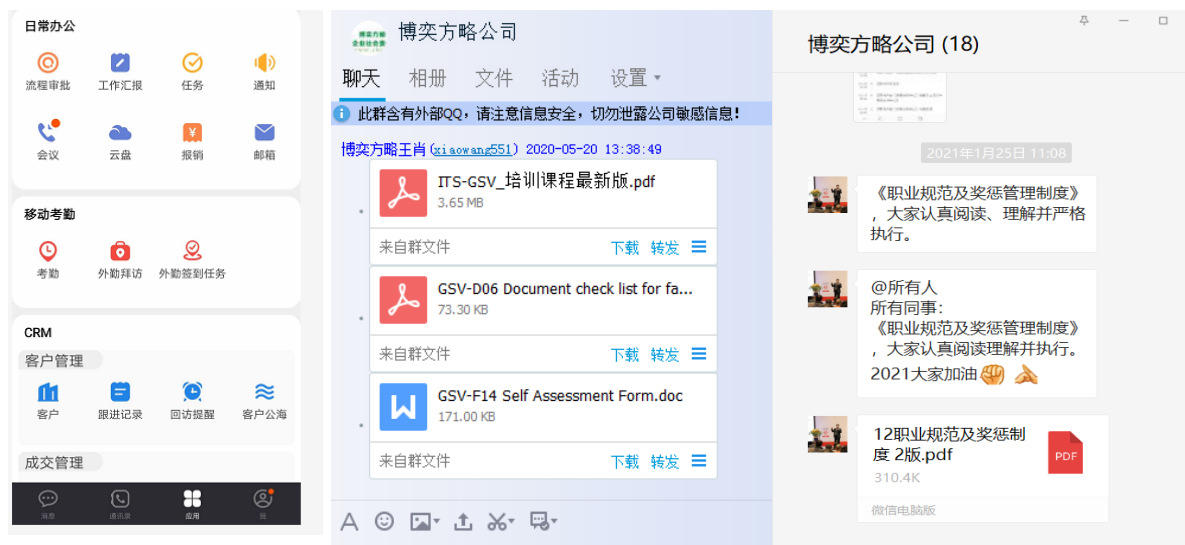 日常办公
流程审批 工作汇报 任务 通知
会议 云盘 报销 邮箱
移动考勤
考勤 外勤拜访 外勤签到任务
CRM
客户管理
客户 跟进记录 回访提醒 客户公海
成交管理
消息 通讯录 应用 我
博奕方略公司
聊天 相册 文件 活动 设置
此群含有外部QQ，请注意信息安全，切勿泄露公司敏感信息！
博奕方略王肖(xiaowang551) 2020-05-20 13:38:49
ITS-GSV_培训课程最新版.pdf
3.65 MB
来自群文件 下载 转发
GSV-D06 Document check list for fa...
73.30 KB
来自群文件 下载 转发
GSV-F14 Self Assessment Form.doc
171.00 KB
来自群文件 下载 转发
博奕方略公司 (18)
2021年1月25日 11:08
《职业规范及奖惩管理制度》
，大家认真阅读、理解并严格
执行。
@所有人
所有同事：
《职业规范及奖惩管理制度》
，大家认真阅读理解并执行。
2021大家加油
12职业规范及奖惩制
度 2版.pdf
310.4K
PDF
微信电脑版